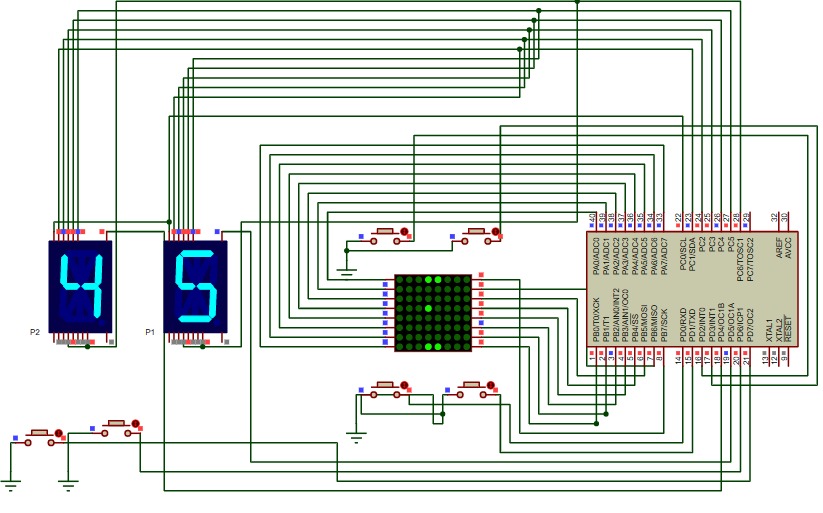 4
5
P2
P1
40
39
38
37
36
35
34
33
22
23
24
25
26
27
28
29
32
30
PA0/ADC0
PA1/ADC1
PA2/ADC2
PA3/ADC3
PA4/ADC4
PA5/ADC5
PA6/ADC6
PA7/ADC7
PC0/SCL
PC1/SDA
PC2
PC3
PC4
PC5
PC6/TOSC1
PC7/TOSC2
AREF
AVCC
PB0/T0/XCK
PB1/T1
PB2/AIN0/INT2
PB3/AIN1/OC0
PB4/SS
PB5/MOSI
PB6/MISO
PB7/SCK
PD0/RXD
PD1/TXD
PD2/INT0
PD3/INT1
PD4/OC1B
PD5/OC1A
PD6/ICP1
PD7/OC2
XTAL1
XTAL2
RESET
1
2
3
4
5
6
7
8
14
15
16
17
18
19
20
21
13
12
9